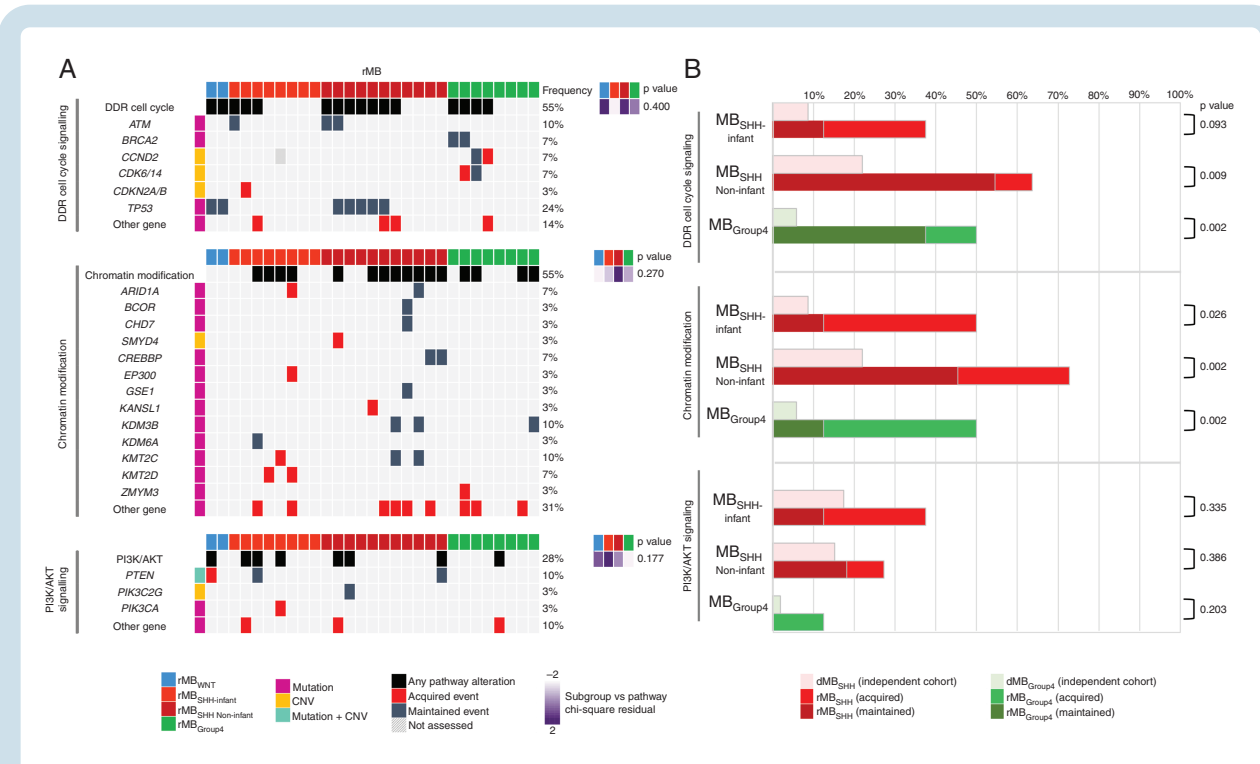 A
rMB
Frequency
p value
DDR cell cycle signalling
DDR cell cycle 55% 0.400
ATM 10%
BRCA2 7%
CCND2 7%
CDK6/14 7%
CDKN2A/B 3%
TP53 24%
Other gene 14%
p value
Chromatin modification
Chromatin modification 55% 0.270
ARID1A 7%
BCOR 3%
CHD7 3%
SMYD4 3%
CREBBP 7%
EP300 3%
GSE1 3%
KANSL1 3%
KDM3B 10%
KDM6A 3%
KMT2C 10%
KMT2D 7%
ZMYM3 3%
Other gene 31%
p value
PI3K/AKT
signalling
PI3K/AKT 28% 0.177
PTEN 10%
PIK3C2G 3%
PIK3CA 3%
Other gene 10%
rMBWNT
rMBSHH-infant
rMBSHH Non-infant
rMBGroup4
Mutation
CNV
Mutation + CNV
Any pathway alteration
Acquired event
Maintained event
Not assessed
−2
Subgroup vs pathway
chi-square residual
2
B
10% 20% 30% 40% 50% 60% 70% 80% 90% 100%
p value
DDR cell cycle signaling
MBSHH-
infant
0.093
MBSHH
Non-infant
0.009
MBGroup4
0.002
Chromatin modification
MBSHH-
infant
0.026
MBSHH
Non-infant
0.002
MBGroup4
0.002
PI3K/AKT signaling
MBSHH-
infant
0.335
MBSHH
Non-infant
0.386
MBGroup4
0.203
dMBSHH (independent cohort)
rMBSHH (acquired)
rMBSHH (maintained)
dMBGroup4 (independent cohort)
rMBGroup4 (acquired)
rMBGroup4 (maintained)